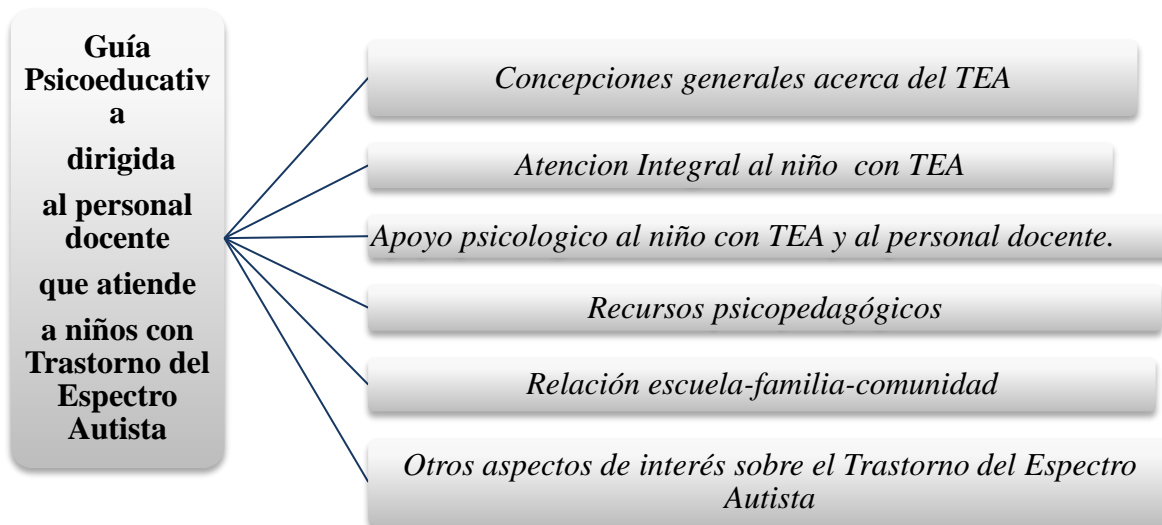 Guía
Psicoeducativ
a
dirigida
al personal
docente
que atiende
a niños con
Trastorno del
Espectro
Autista
Concepciones generales acerca del TEA
Atencion Integral al niño con TEA
Apoyo psicologico al niño con TEA y al personal docente.
Recursos psicopedagógicos
Relación escuela-familia-comunidad
Otros aspectos de interés sobre el Trastorno del Espectro
Autista